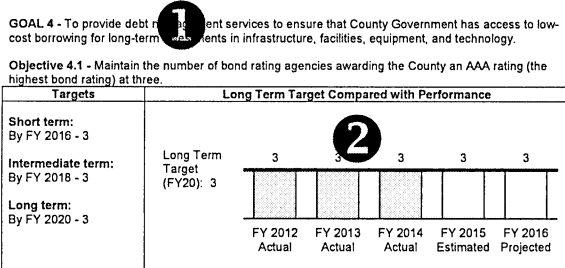 GOAL 4 - To provide debt services to ensure that County Government has access to low-
cost borrowing for long-term in infrastructure, facilities, equipment, and technology.
1
Objective 4.1 - Maintain the number of bond rating agencies awarding the County an AAA rating (the
highest bond rating) at three.
Targets
Long Term Target Compared with Performance
Short term:
By FY 2016 - 3
Intermediate term:
By FY 2018 - 3
Long term:
By FY 2020 - 3
2
Long Term
Target
(FY20): 3
3 3 3 3 3
FY 2012 FY 2013 FY 2014 FY 2015 FY 2016
Actual Actual Actual Estimated Projected